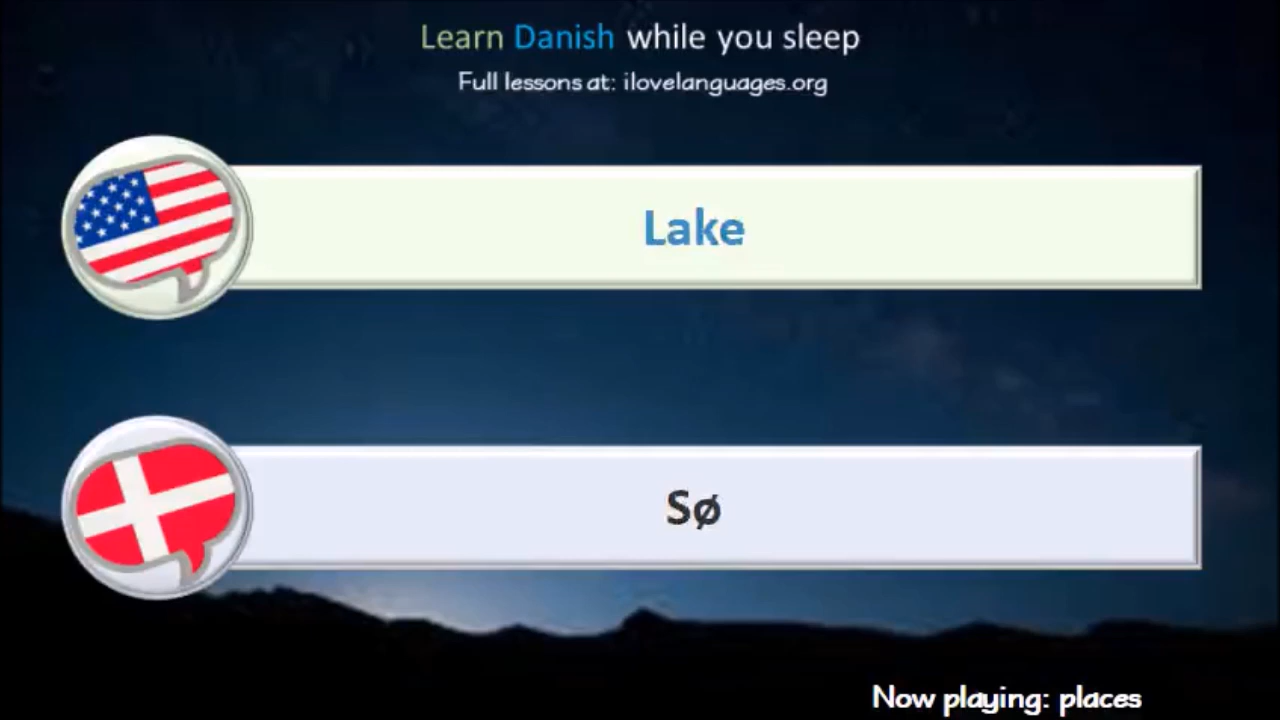 Learn Danish while you sleep
Full lessons at: ilovelanguages.org
Lake
Sø
Now playing: places